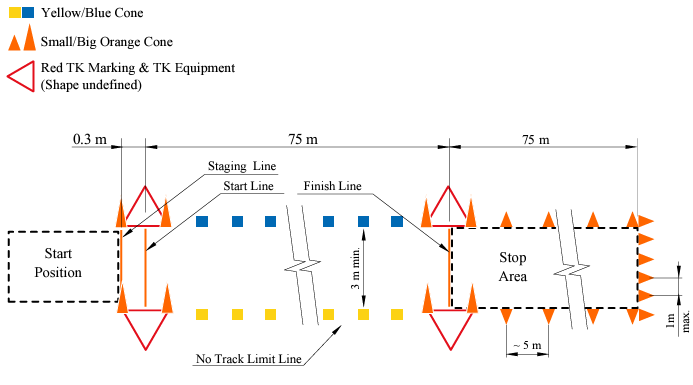 Yellow/Blue Cone
Small/Big Orange Cone
Red TK Marking & TK Equipment
(Shape undefined)
0.3 m
75 m
75 m
Staging Line
Start Line
Finish Line
Start
Position
3 m min.
Stop
Area
1m
max.
~ 5 m
No Track Limit Line